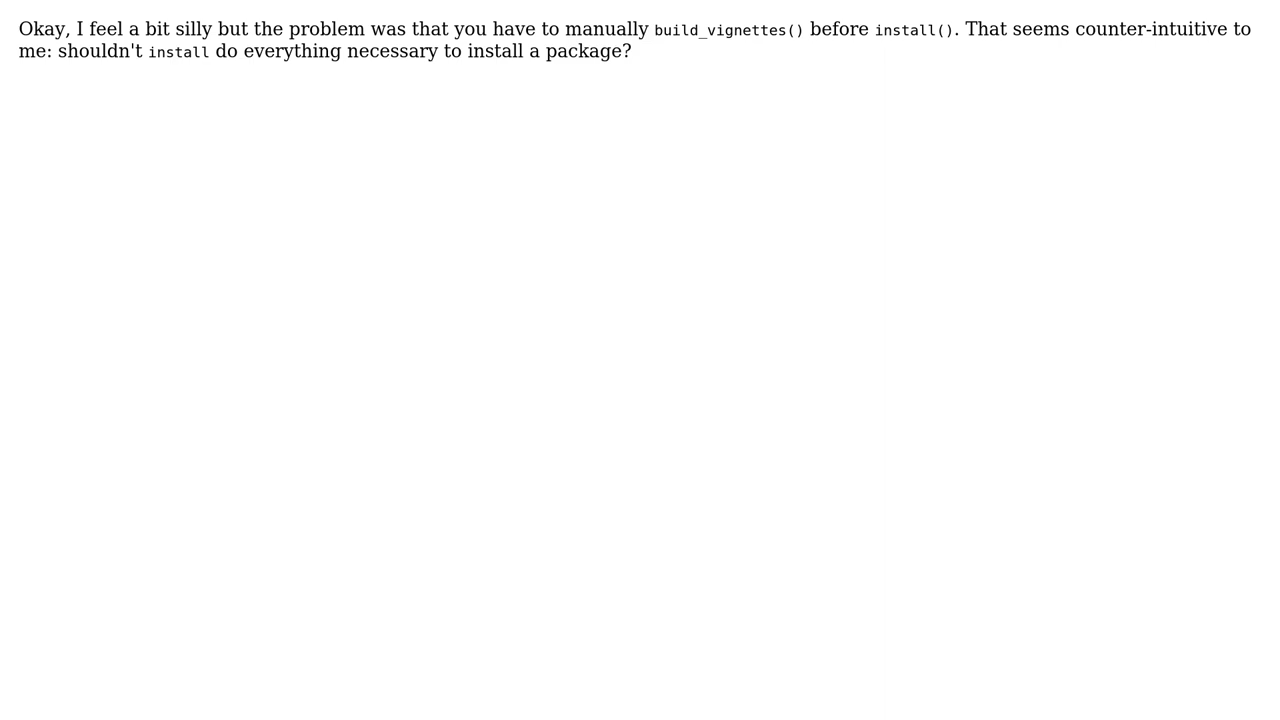 Okay, I feel a bit silly but the problem was that you have to manually build_vignettes() before install(). That seems counter-intuitive to
me: shouldn't install do everything necessary to install a package?